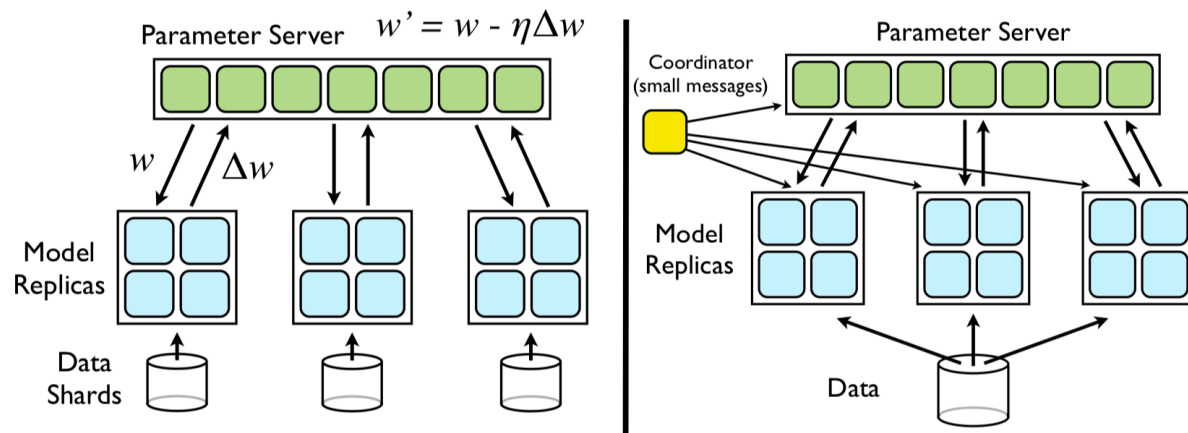 Parameter Server
w' = w - ηΔw
w
Δw
Model
Replicas
Data
Shards
Parameter Server
Coordinator
(small messages)
Model
Replicas
Data